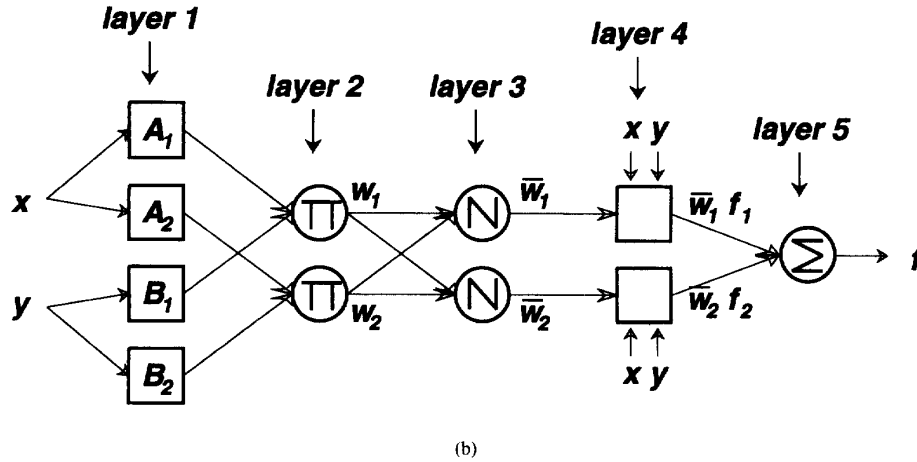 layer 1
layer 4
layer 2 layer 3
x y
layer 5
A₁
x
A₂
∏ w₁ N w̅₁ w̅₁ f₁
Σ f
y
B₁
∏ w₂ N w̅₂ w̅₂ f₂
B₂
x y
(b)